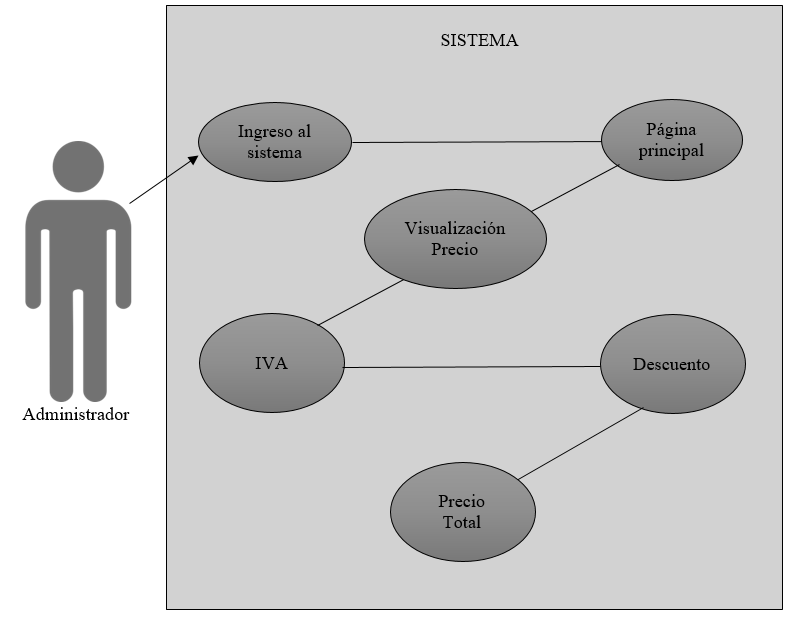 SISTEMA
Ingreso al
sistema
Página
principal
Visualización
Precio
IVA
Descuento
Administrador
Precio
Total